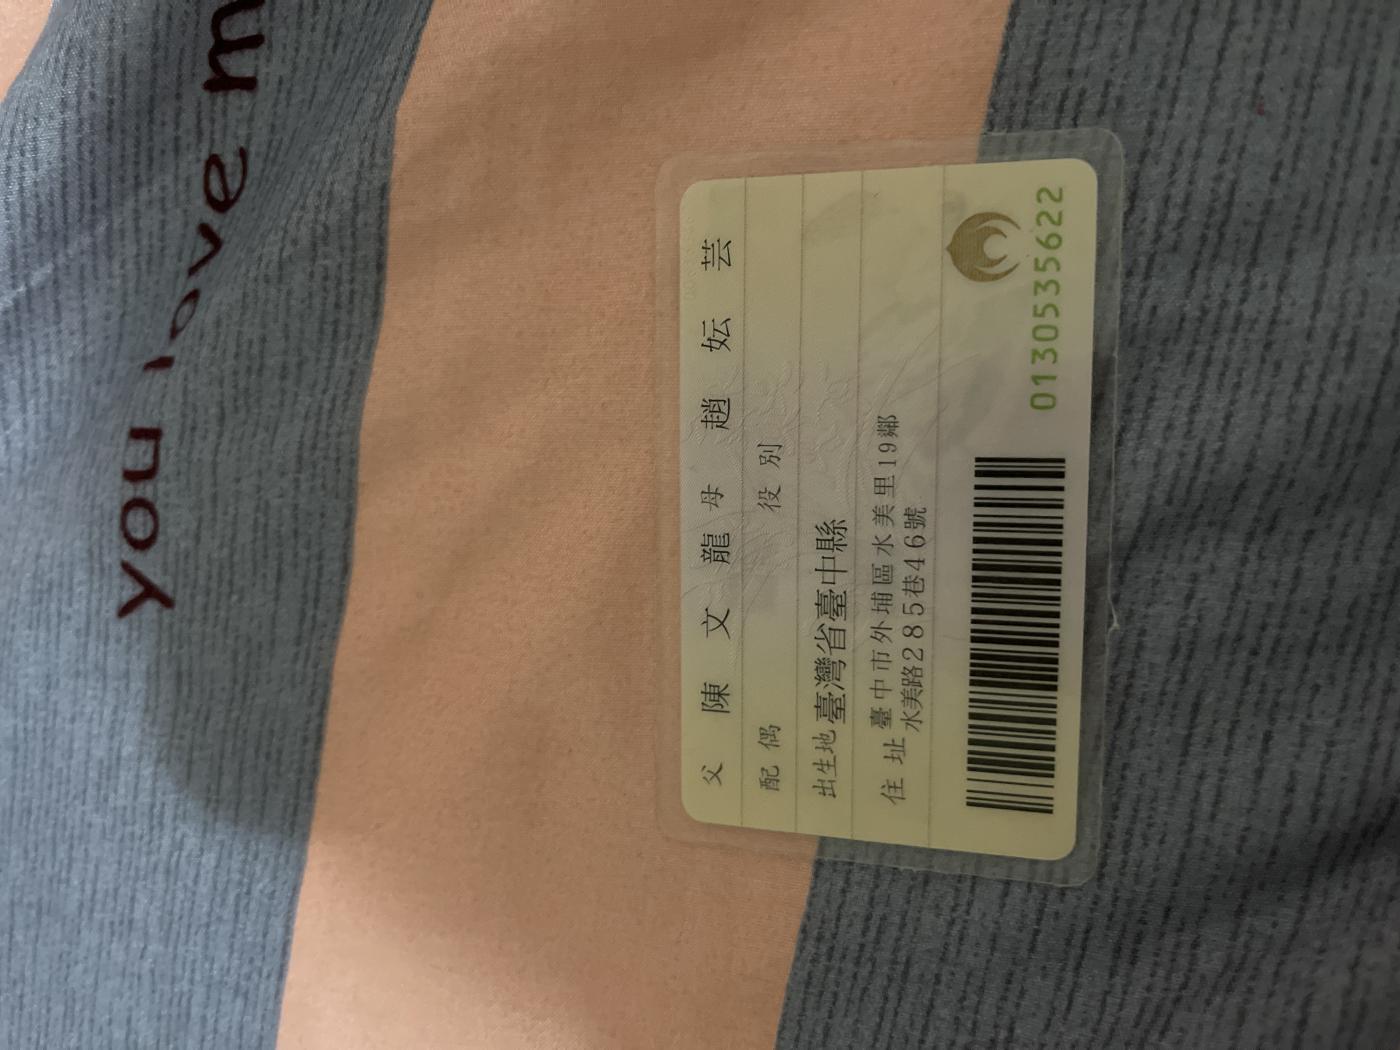 you love m
父 陳文龍 母 趙妘芸
配偶 役別
出生地 臺灣省臺中縣
住址 臺中市外埔區水美里19鄰
水美路285巷46號
0130535622